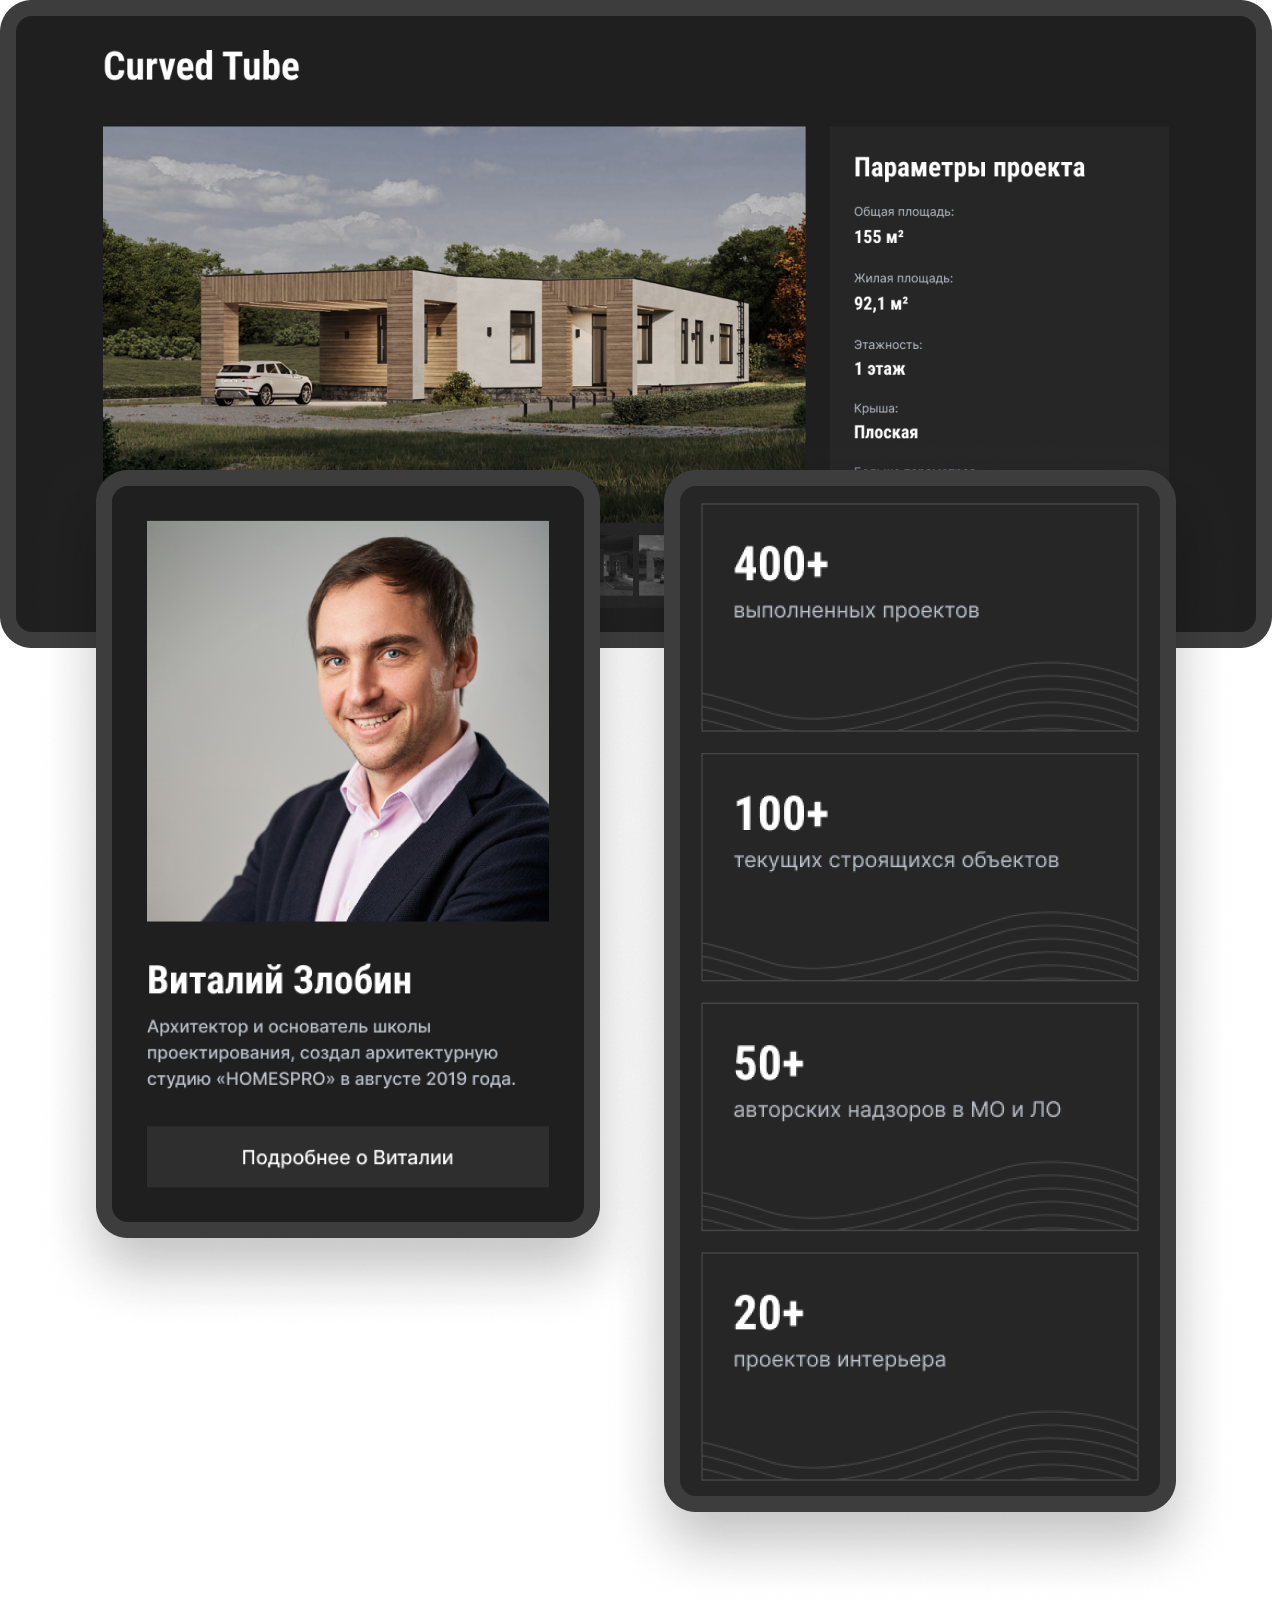 Curved Tube
Параметры проекта
Общая площадь:
155 м²
Жилая площадь:
92,1 м²
Этажность:
1 этаж
Крыша:
Плоская
Виталий Злобин
Архитектор и основатель школы
проектирования, создал архитектурную
студию «HOMESPRO» в августе 2019 года.
Подробнее о Виталии
400+
выполненных проектов
100+
текущих строящихся объектов
50+
авторских надзоров в МО и ЛО
20+
проектов интерьера